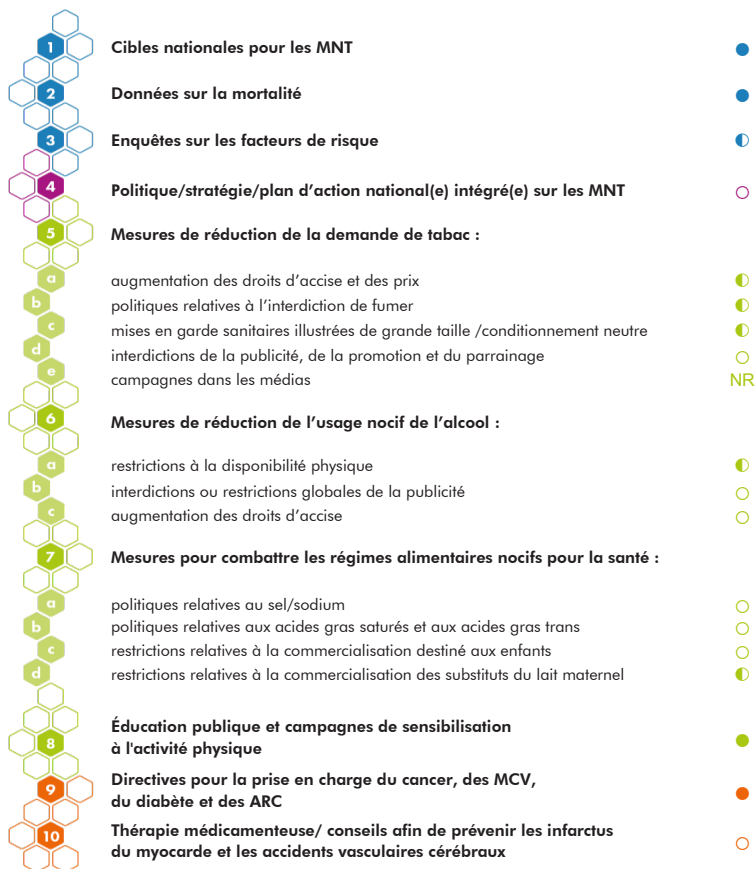 1 Cibles nationales pour les MNT
2 Données sur la mortalité
3 Enquêtes sur les facteurs de risque
4 Politique/stratégie/plan d'action national(e) intégré(e) sur les MNT
5 Mesures de réduction de la demande de tabac :
a augmentation des droits d'accise et des prix
b politiques relatives à l'interdiction de fumer
c mises en garde sanitaires illustrées de grande taille /conditionnement neutre
d interdictions de la publicité, de la promotion et du parrainage
e campagnes dans les médias NR
6 Mesures de réduction de l'usage nocif de l'alcool :
a restrictions à la disponibilité physique
b interdictions ou restrictions globales de la publicité
c augmentation des droits d'accise
7 Mesures pour combattre les régimes alimentaires nocifs pour la santé :
a politiques relatives au sel/sodium
b politiques relatives aux acides gras saturés et aux acides gras trans
c restrictions relatives à la commercialisation destiné aux enfants
d restrictions relatives à la commercialisation des substituts du lait maternel
8 Éducation publique et campagnes de sensibilisation
à l'activité physique
9 Directives pour la prise en charge du cancer, des MCV,
du diabète et des ARC
10 Thérapie médicamenteuse/ conseils afin de prévenir les infarctus
du myocarde et les accidents vasculaires cérébraux